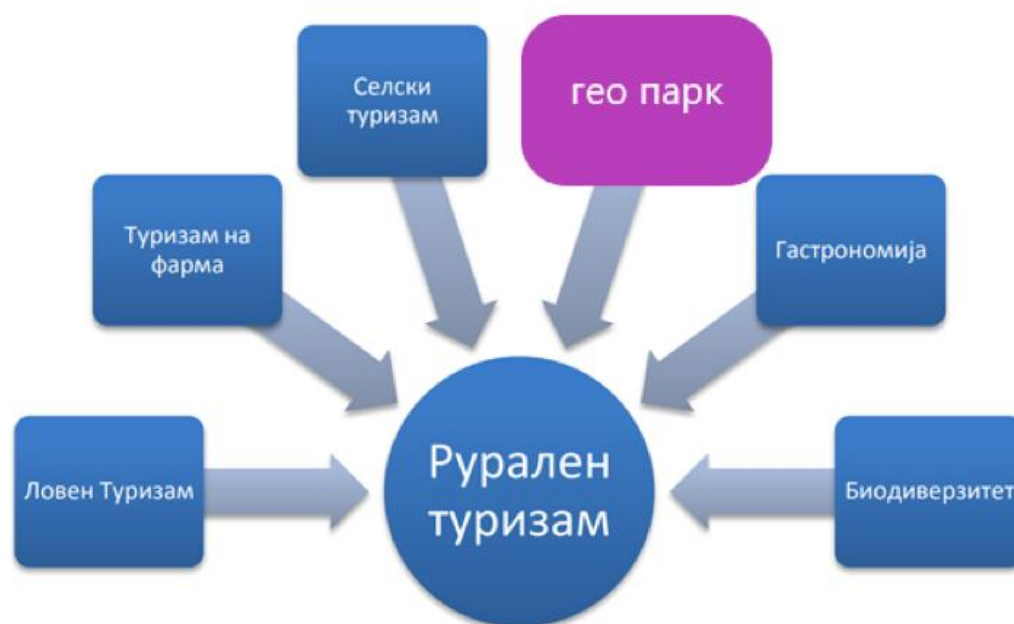 Селски
туризам
гео парк
Туризам на
фарма
Гастрономија
Ловен Туризам
Рурален
туризам
Биодиверзитет